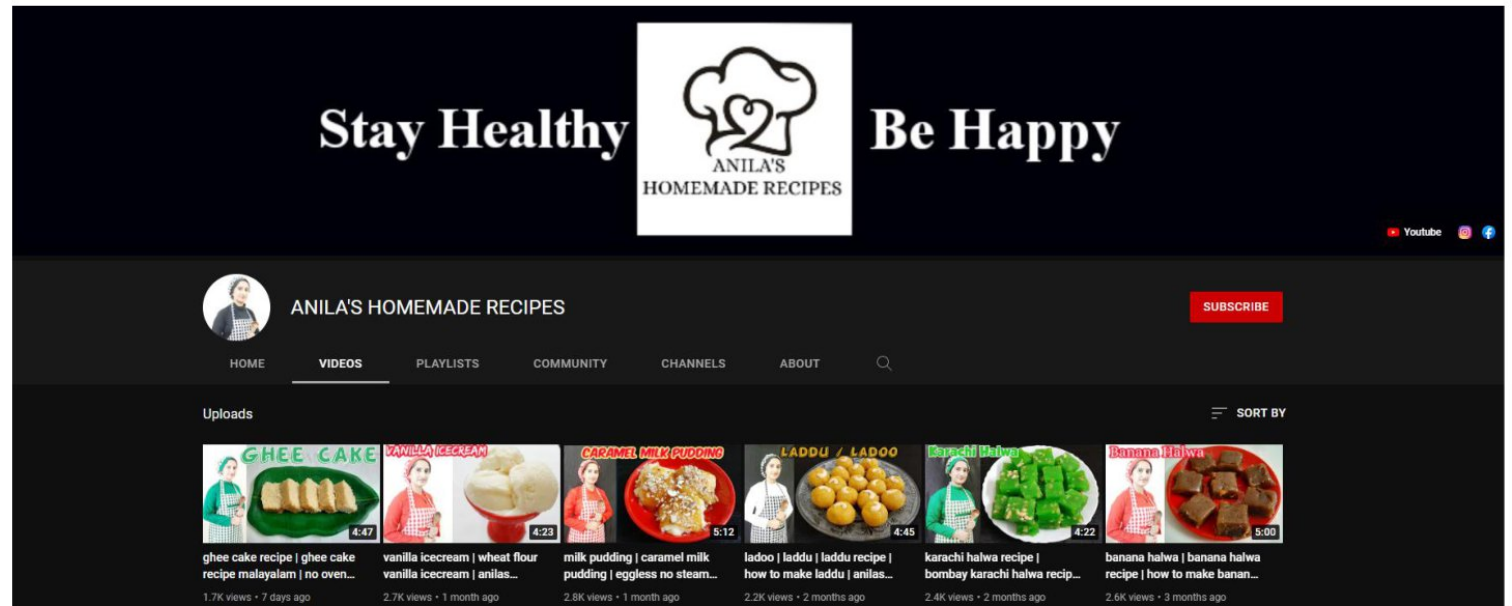 Stay Healthy
Be Happy
ANILA'S
HOMEMADE RECIPES
Youtube
ANILA'S HOMEMADE RECIPES
SUBSCRIBE
HOME VIDEOS PLAYLISTS COMMUNITY CHANNELS ABOUT
Uploads
SORT BY
GHEE CAKE
4:47
VANILLA ICECREAM
4:23
CARAMEL MILK PUDDING
5:12
LADDU / LADOO
4:45
Karachi Halwa
4:22
Banana Halwa
5:00
ghee cake recipe | ghee cake
recipe malayalam | no oven...
1.7K views • 7 days ago
vanilla icecream | wheat flour
vanilla icecream | anilas...
2.7K views • 1 month ago
milk pudding | caramel milk
pudding | eggless no steam...
2.8K views • 1 month ago
ladoo | laddu | laddu recipe |
how to make laddu | anilas...
2.2K views • 2 months ago
karachi halwa recipe |
bombay karachi halwa recip...
2.4K views • 2 months ago
banana halwa | banana halwa
recipe | how to make banan...
2.6K views • 3 months ago